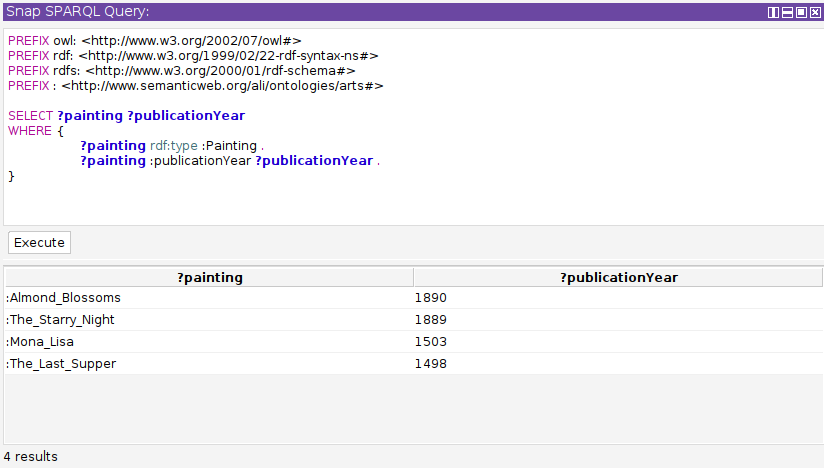 Snap SPARQL Query:
PREFIX owl: <http://www.w3.org/2002/07/owl#>
PREFIX rdf: <http://www.w3.org/1999/02/22-rdf-syntax-ns#>
PREFIX rdfs: <http://www.w3.org/2000/01/rdf-schema#>
PREFIX : <http://www.semanticweb.org/ali/ontologies/arts#>
SELECT ?painting ?publicationYear
WHERE {
?painting rdf:type :Painting .
?painting :publicationYear ?publicationYear .
}
Execute
?painting ?publicationYear
:Almond_Blossoms 1890
:The_Starry_Night 1889
:Mona_Lisa 1503
:The_Last_Supper 1498
4 results